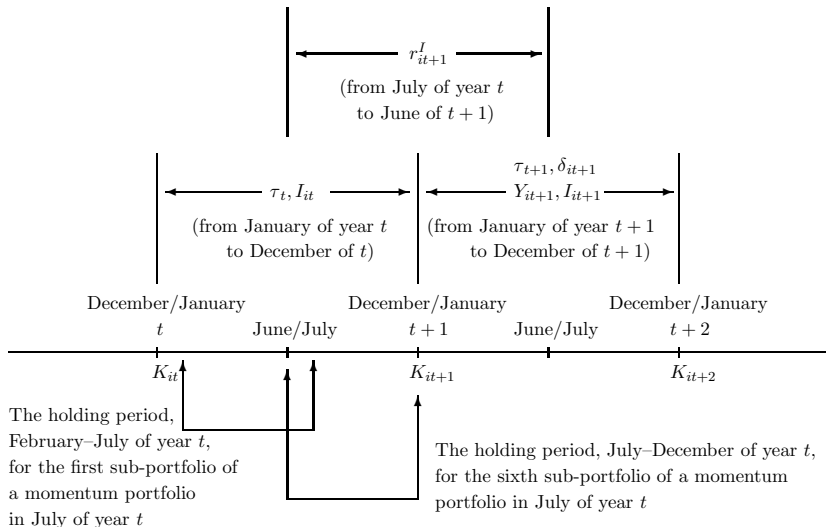 r^I_{it+1}
(from July of year t
to June of t + 1)
τ_{t+1}, δ_{it+1}
τ_t, I_{it}
Y_{it+1}, I_{it+1}
(from January of year t
to December of t)
(from January of year t + 1
to December of t + 1)
December/January
t
June/July
December/January
t + 1
June/July
December/January
t + 2
K_{it}
K_{it+1}
K_{it+2}
The holding period,
February–July of year t,
for the first sub-portfolio of
a momentum portfolio
in July of year t
The holding period, July–December of year t,
for the sixth sub-portfolio of a momentum
portfolio in July of year t